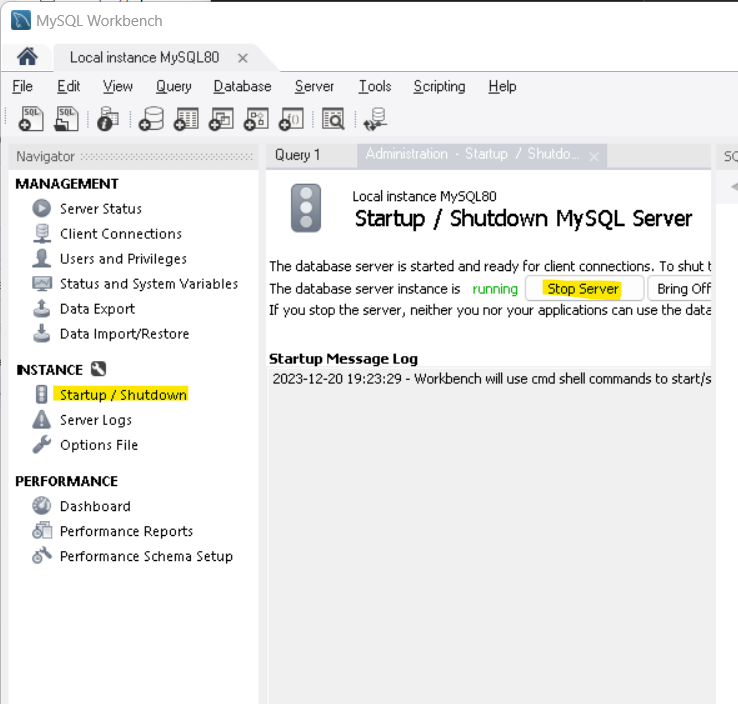 MySQL Workbench
Local instance MySQL80
File Edit View Query Database Server Tools Scripting Help
SQL SQL
Navigator
MANAGEMENT
Server Status
Client Connections
Users and Privileges
Status and System Variables
Data Export
Data Import/Restore
INSTANCE
Startup / Shutdown
Server Logs
Options File
PERFORMANCE
Dashboard
Performance Reports
Performance Schema Setup
Query 1 Administration - Startup / Shutdo...
Local instance MySQL80
Startup / Shutdown MySQL Server
The database server is started and ready for client connections. To shut t
The database server instance is running Stop Server Bring Off
If you stop the server, neither you nor your applications can use the data
Startup Message Log
2023-12-20 19:23:29 - Workbench will use cmd shell commands to start/s
SQ